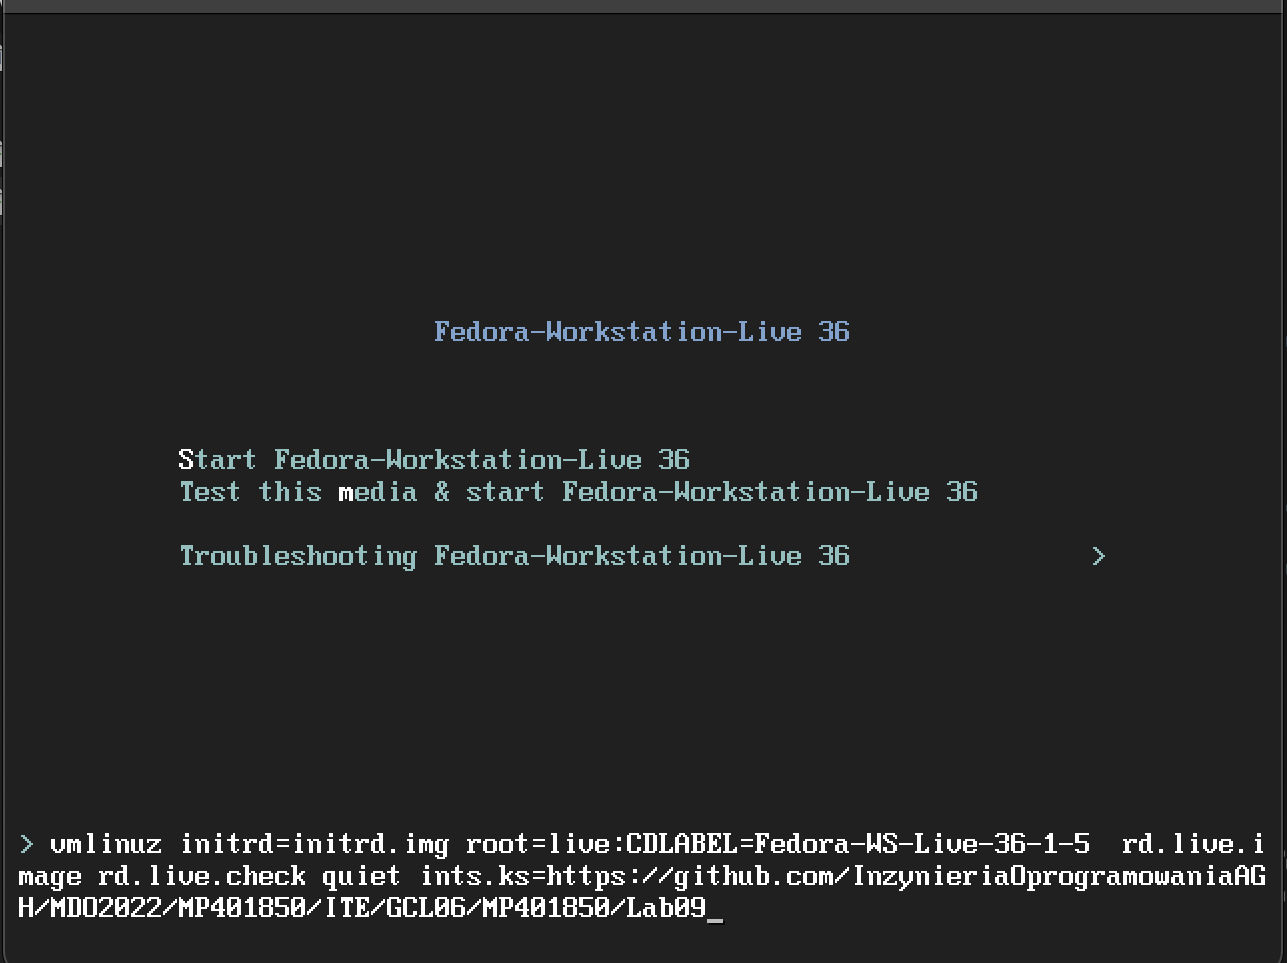 Fedora-Workstation-Live 36
Start Fedora-Workstation-Live 36
Test this media & start Fedora-Workstation-Live 36
Troubleshooting Fedora-Workstation-Live 36 >
> vmlinuz initrd=initrd.img root=live:CDLABEL=Fedora-WS-Live-36-1-5  rd.live.i
mage rd.live.check quiet ints.ks=https://github.com/InzynieriaOprogramowaniaAG
H/MDO2022/MP401850/ITE/GCL06/MP401850/Lab09_